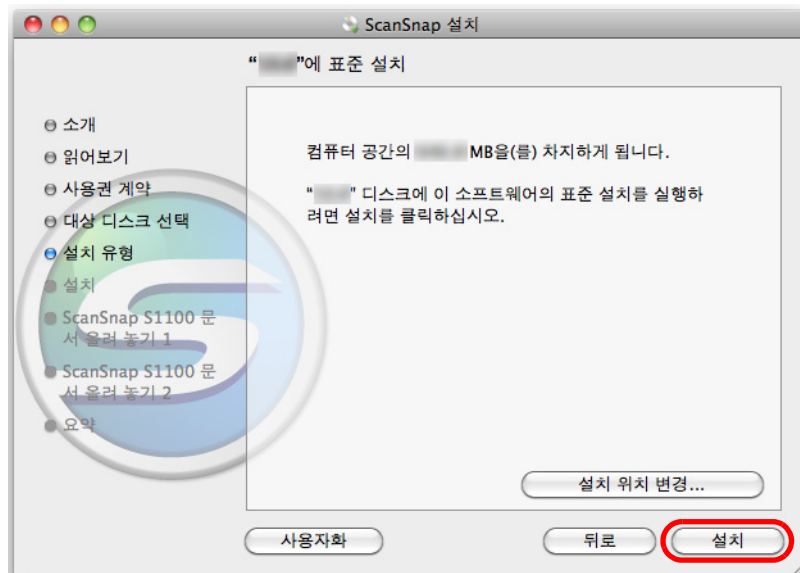 ScanSnap 설치
“ ”에 표준 설치
소개
읽어보기
사용권 계약
대상 디스크 선택
설치 유형
설치
ScanSnap S1100 문
서 올려 놓기 1
ScanSnap S1100 문
서 올려 놓기 2
요약
컴퓨터 공간의 MB을(를) 차지하게 됩니다.
“ ” 디스크에 이 소프트웨어의 표준 설치를 실행하
려면 설치를 클릭하십시오.
설치 위치 변경...
사용자화
뒤로
설치